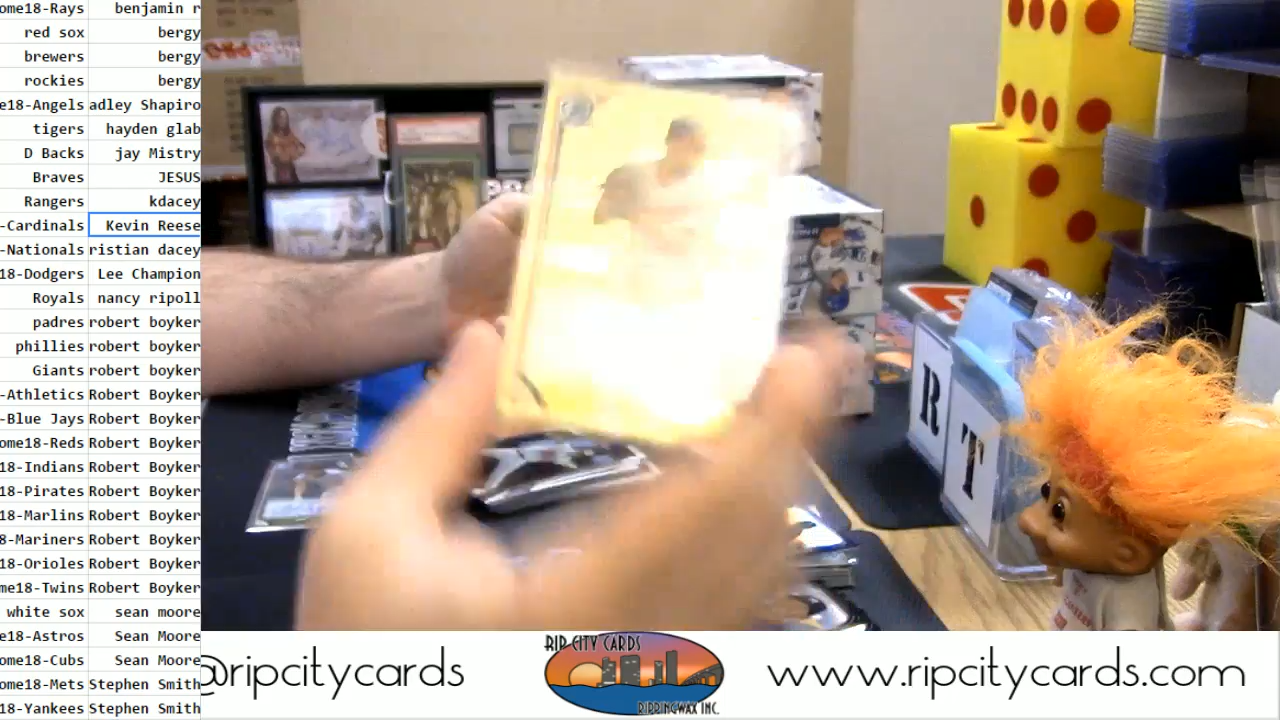 ome18-Rays benjamin r
red sox bergy
brewers bergy
rockies bergy
e18-Angels adley Shapiro
tigers hayden glab
D Backs jay Mistry
Braves JESUS
Rangers kdacey
-Cardinals Kevin Reese
-Nationals ristian dacey
18-Dodgers Lee Champion
Royals nancy ripoll
padres robert boyker
phillies robert boyker
Giants robert boyker
-Athletics Robert Boyker
-Blue Jays Robert Boyker
ome18-Reds Robert Boyker
18-Indians Robert Boyker
18-Pirates Robert Boyker
18-Marlins Robert Boyker
8-Mariners Robert Boyker
18-Orioles Robert Boyker
me18-Twins Robert Boyker
white sox sean moore
e18-Astros Sean Moore
ome18-Cubs Sean Moore
ome18-Mets Stephen Smith
8-Yankees Stephen Smith
R
T
@ripcitycards
RIP CITY CARDS
RIPPINGWAX INC.
www.ripcitycards.com